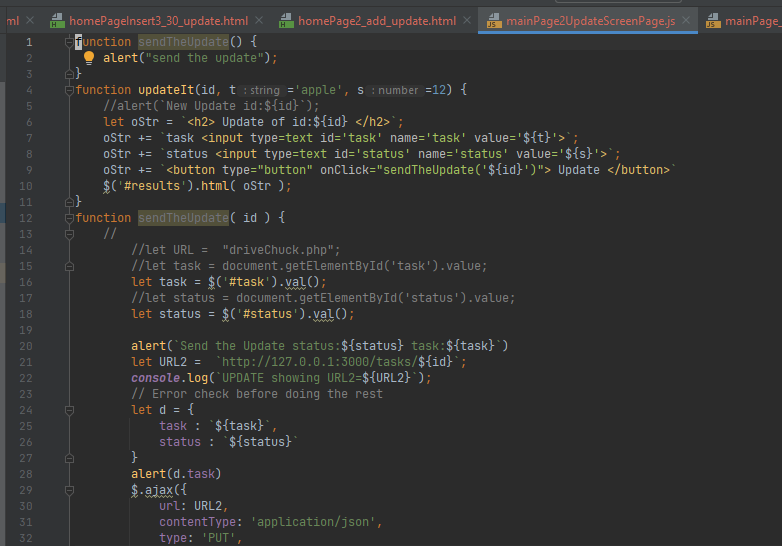 ml homePageInsert3_30_update.html homePage2_add_update.html mainPage2UpdateScreenPage.js mainPage_
1 function sendTheUpdate() {
2 alert("send the update");
3 }
4 function updateIt(id, t : string ='apple', s : number =12) {
5 //alert(`New Update id:${id}`);
6 let oStr = `<h2> Update of id:${id} </h2>`;
7 oStr += `task <input type=text id='task' name='task' value='${t}'>`;
8 oStr += `status <input type=text id='status' name='status' value='${s}'>`;
9 oStr += `<button type="button" onClick="sendTheUpdate('${id}')"> Update </button>`
10 $('#results').html( oStr );
11 }
12 function sendTheUpdate( id ) {
13 //
14 //let URL =  "driveChuck.php";
15 //let task = document.getElementById('task').value;
16 let task = $('#task').val();
17 //let status = document.getElementById('status').value;
18 let status = $('#status').val();
19
20 alert(`Send the Update status:${status} task:${task}`)
21 let URL2 =  `http://127.0.0.1:3000/tasks/${id}`;
22 console.log(`UPDATE showing URL2=${URL2}`);
23 // Error check before doing the rest
24 let d = {
25 task : `${task}`,
26 status : `${status}`
27 }
28 alert(d.task)
29 $.ajax({
30 url: URL2,
31 contentType: 'application/json',
32 type: 'PUT',